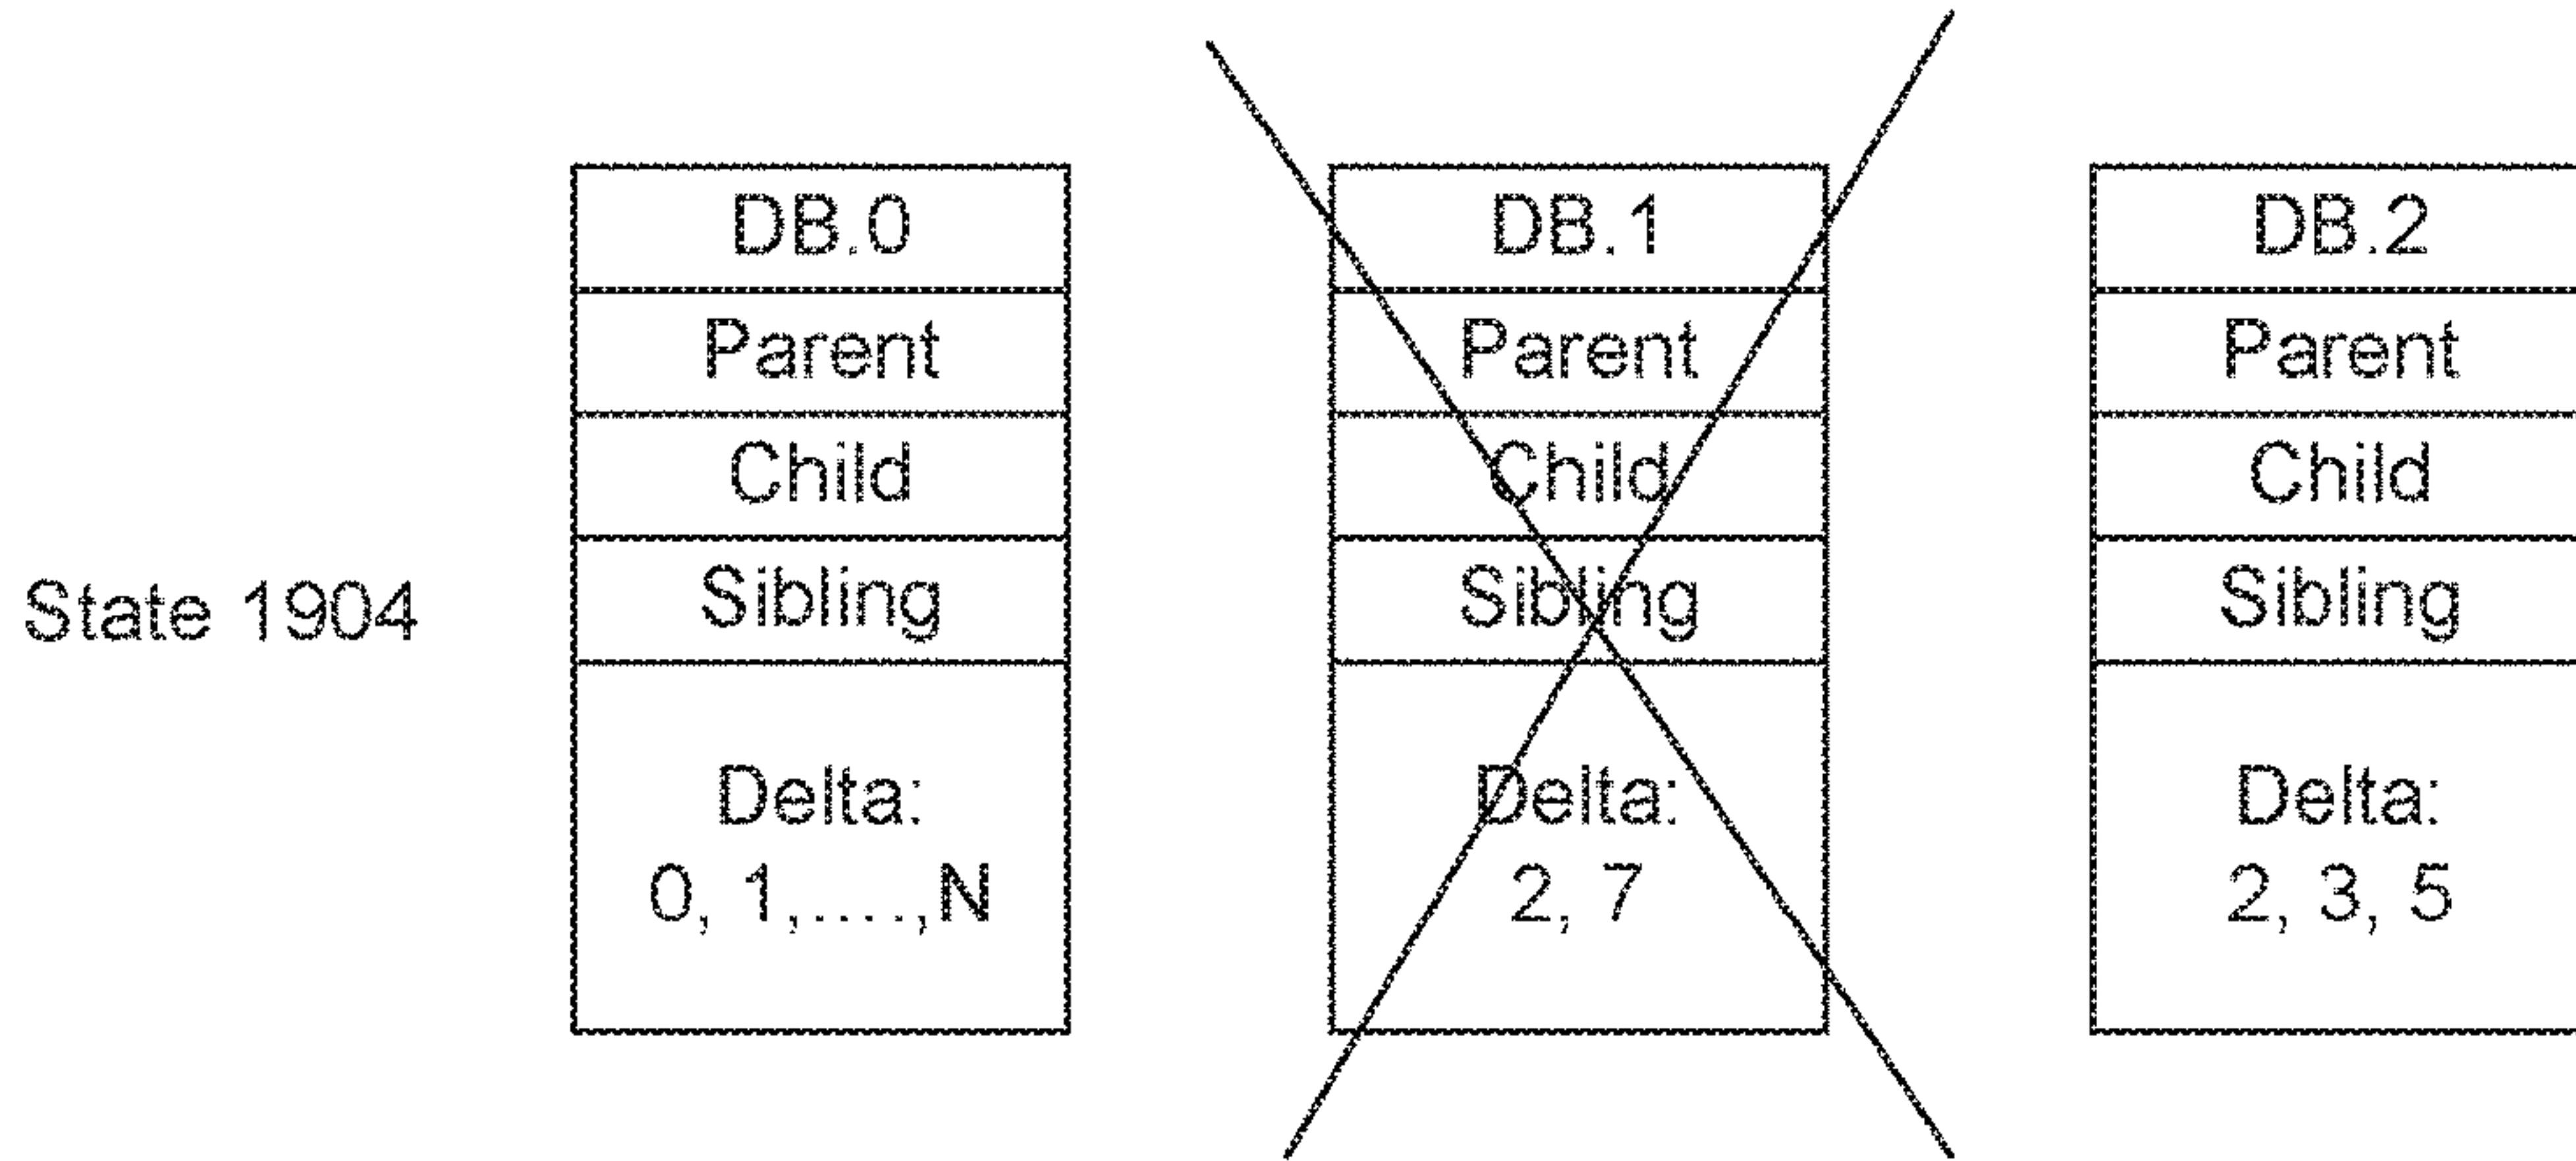 State 1904
DB.0
Parent
Child
Sibling
Delta:
0, 1,....,N
DB.1
Parent
Child
Sibling
Delta:
2, 7
DB.2
Parent
Child
Sibling
Delta:
2, 3, 5